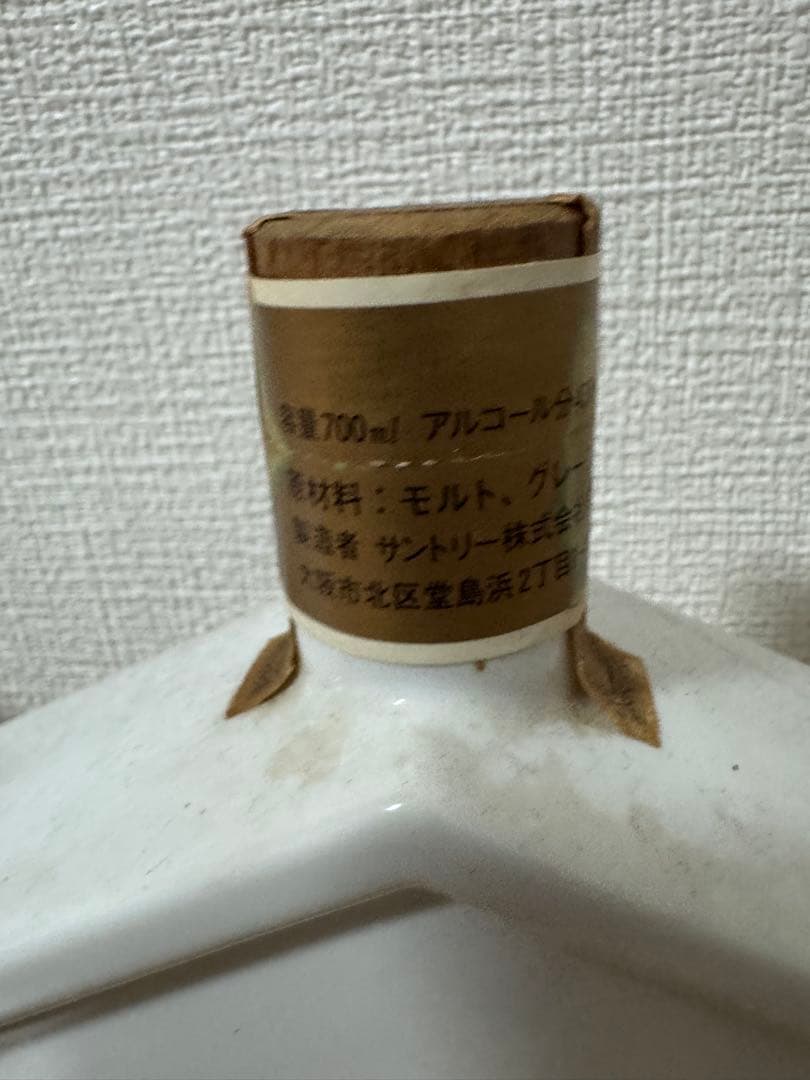 容量700ml アルコール分
原材料：モルト、グレー
製造者 サントリー株式会
大阪市北区堂島浜2丁目